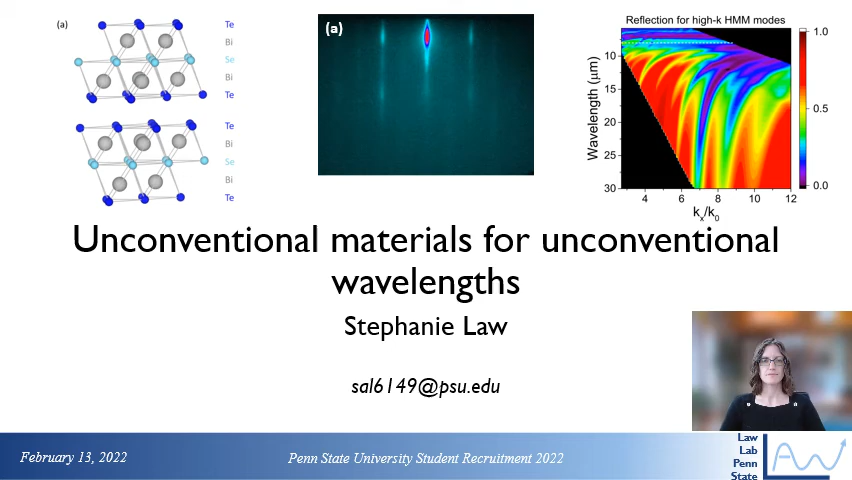 (a)
Te
Bi
Se
Bi
Te
Te
Bi
Se
Bi
Te
(a)
Reflection for high-k HMM modes
Wavelength (μm)
10
15
20
25
30
4 6 8 10 12
kx/k0
1.0
0.5
0.0
Unconventional materials for unconventional
wavelengths
Stephanie Law
sal6149@psu.edu
February 13, 2022
Penn State University Student Recruitment 2022
Law
Lab
Penn
State